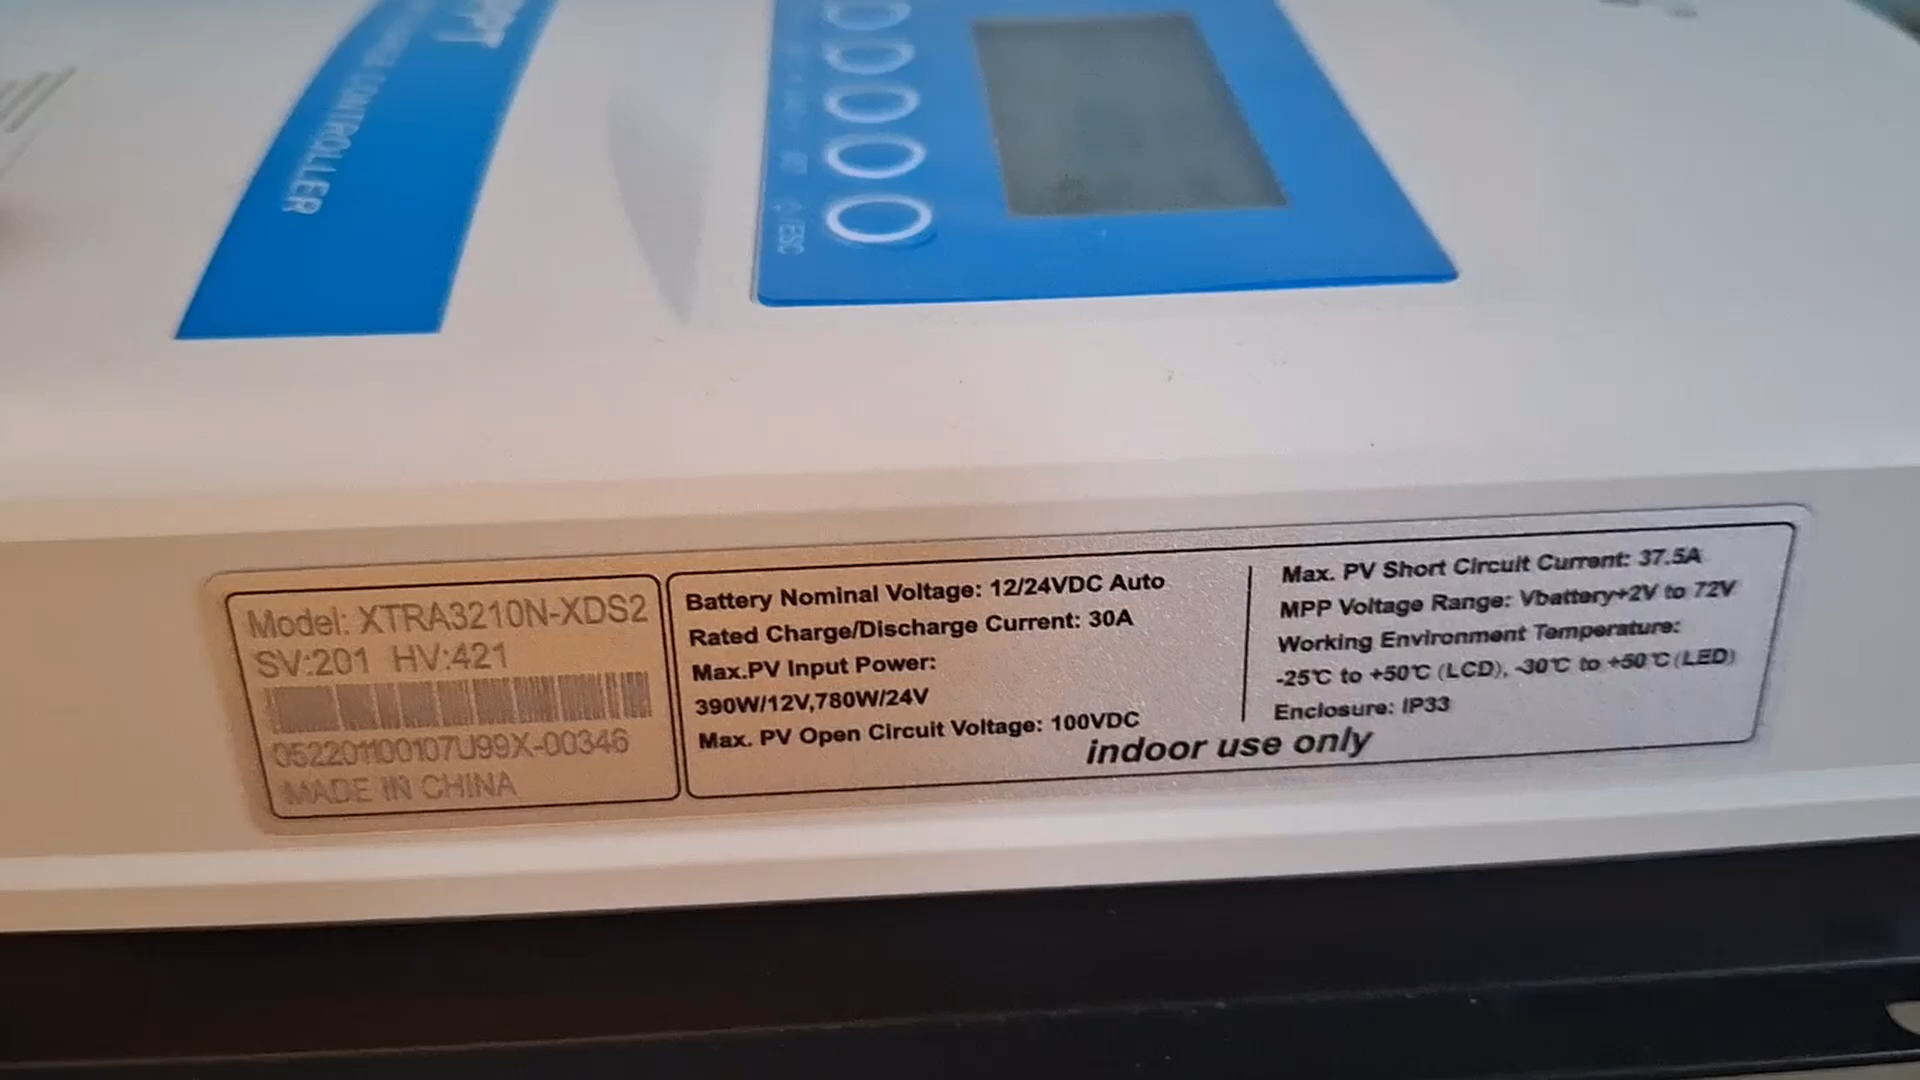 CONTROLLER
/ESC
Model: XTRA3210N-XDS2
SV:201 HV:421
052201100107U99X-00346
MADE IN CHINA
Battery Nominal Voltage: 12/24VDC Auto
Rated Charge/Discharge Current: 30A
Max.PV Input Power:
390W/12V,780W/24V
Max. PV Open Circuit Voltage: 100VDC
Max. PV Short Circuit Current: 37.5A
MPP Voltage Range: Vbattery+2V to 72V
Working Environment Temperature:
-25℃ to +50℃ (LCD), -30℃ to +50℃ (LED)
Enclosure: IP33
indoor use only